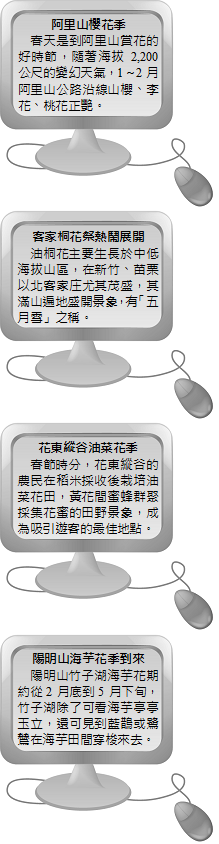 阿里山櫻花季
春天是到阿里山賞花的
好時節，隨著海拔 2,200
公尺的變幻天氣，1～2 月
阿里山公路沿線山櫻、李
花、桃花正艷。
客家桐花祭熱鬧展開
油桐花主要生長於中低
海拔山區，在新竹、苗栗
以北客家庄尤其茂盛，其
滿山遍地盛開景象，有「五
月雪」之稱。
花東縱谷油菜花季
春節時分，花東縱谷的
農民在稻米採收後栽培油
菜花田，黃花間蜜蜂群聚
採集花蜜的田野景象，成
為吸引遊客的最佳地點。
陽明山海芋花季到來
陽明山竹子湖海芋花期
約從 2 月底到 5 月下旬，
竹子湖除了可看海芋亭亭
玉立，還可見到藍鵲或鷺
鷥在海芋田間穿梭來去。